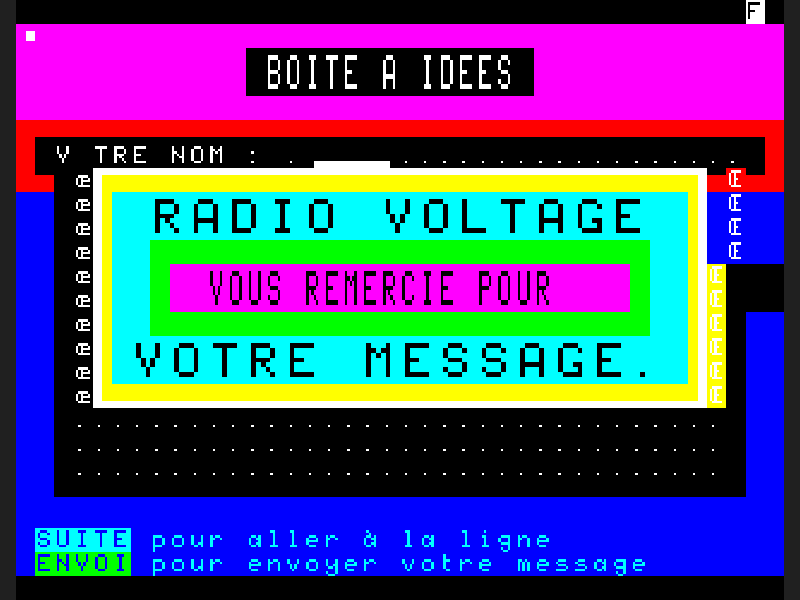 F
BOITE A IDEES
V TRE NOM : . . . . . . . . . . . . . . . . . . .
œ Œ
œ RADIO VOLTAGE Œ
œ Œ
œ Œ
œ VOUS REMERCIE POUR Œ
œ Œ
œ Œ
œ VOTRE MESSAGE. Œ
œ Œ
œ Œ
. . . . . . . . . . . . . . . . . . . . . . . . . . . . . . . . . .
. . . . . . . . . . . . . . . . . . . . . . . . . . . . . . . . . .
. . . . . . . . . . . . . . . . . . . . . . . . . . . . . . . . . .
SUITE pour aller à la ligne
ENVOI pour envoyer votre message